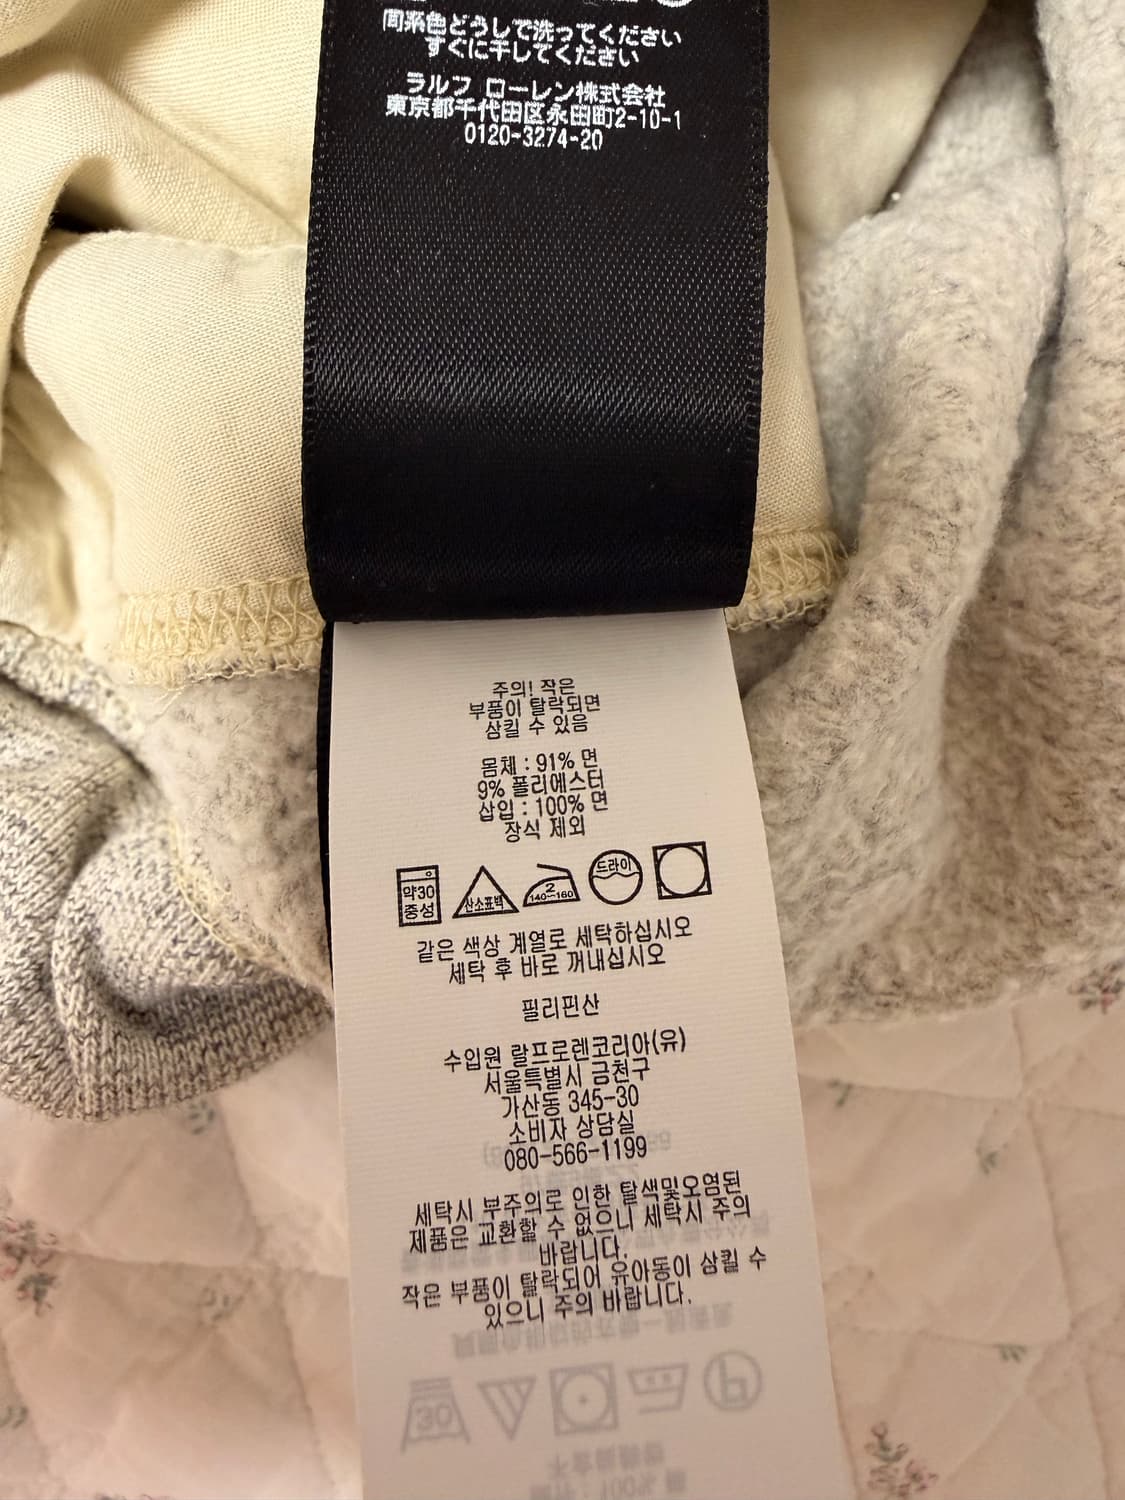 同系色どうしで洗ってください
すぐに干してください
ラルフ ローレン株式会社
東京都千代田区永田町2-10-1
0120-3274-20
주의! 작은
부품이 탈락되면
삼킬 수 있음
몸체 : 91% 면
9% 폴리에스터
삽입 : 100% 면
장식 제외
약30
중성
산소표백
2
140~160
드라이
같은 색상 계열로 세탁하십시오
세탁 후 바로 꺼내십시오
필리핀산
수입원 랄프로렌코리아(유)
서울특별시 금천구
가산동 345-30
소비자 상담실
080-566-1199
세탁시 부주의로 인한 탈색및오염된
제품은 교환할 수 없으니 세탁시 주의
바랍니다.
작은 부품이 탈락되어 유아동이 삼킬 수
있으니 주의 바랍니다.
30